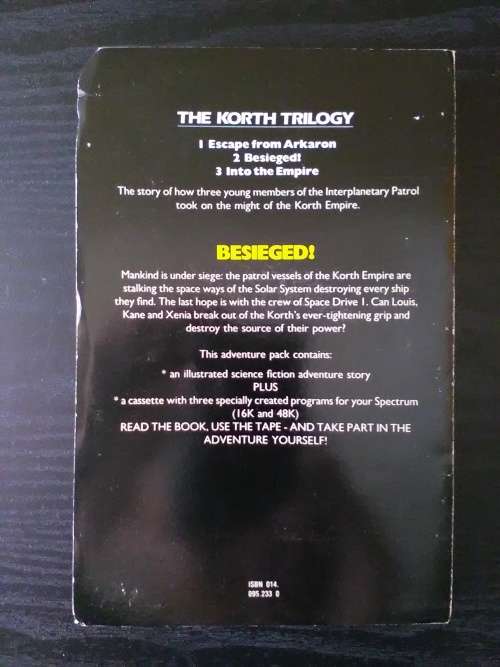 THE KORTH TRILOGY
1 Escape from Arkaron
2 Besieged!
3 Into the Empire
The story of how three young members of the Interplanetary Patrol
took on the might of the Korth Empire.
BESIEGED!
Mankind is under siege: the patrol vessels of the Korth Empire are
stalking the space ways of the Solar System destroying every ship
they find. The last hope is with the crew of Space Drive 1. Can Louis,
Kane and Xenia break out of the Korth's ever-tightening grip and
destroy the source of their power?
This adventure pack contains:
* an illustrated science fiction adventure story
PLUS
* a cassette with three specially created programs for your Spectrum
(16K and 48K)
READ THE BOOK, USE THE TAPE - AND TAKE PART IN THE
ADVENTURE YOURSELF!
ISBN 014.
095.233 0